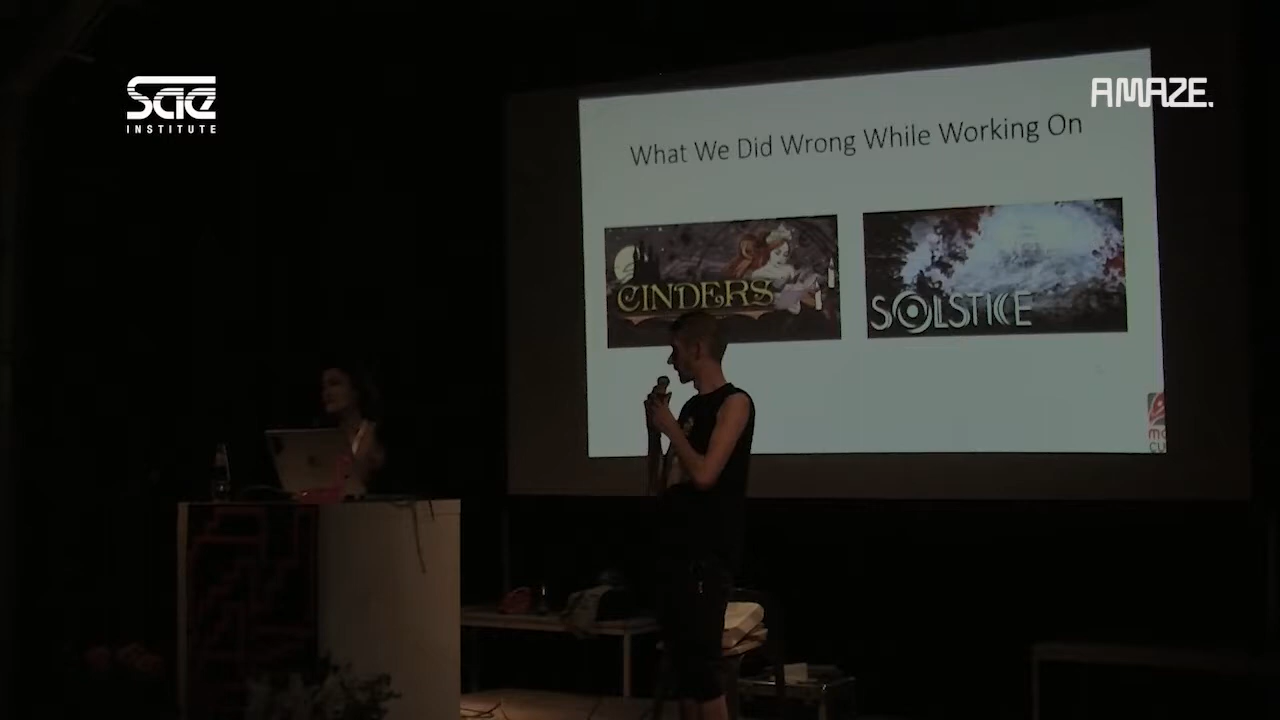 Sae
INSTITUTE
AMAZE.
What We Did Wrong While Working On
CINDERS
SOLSTICE